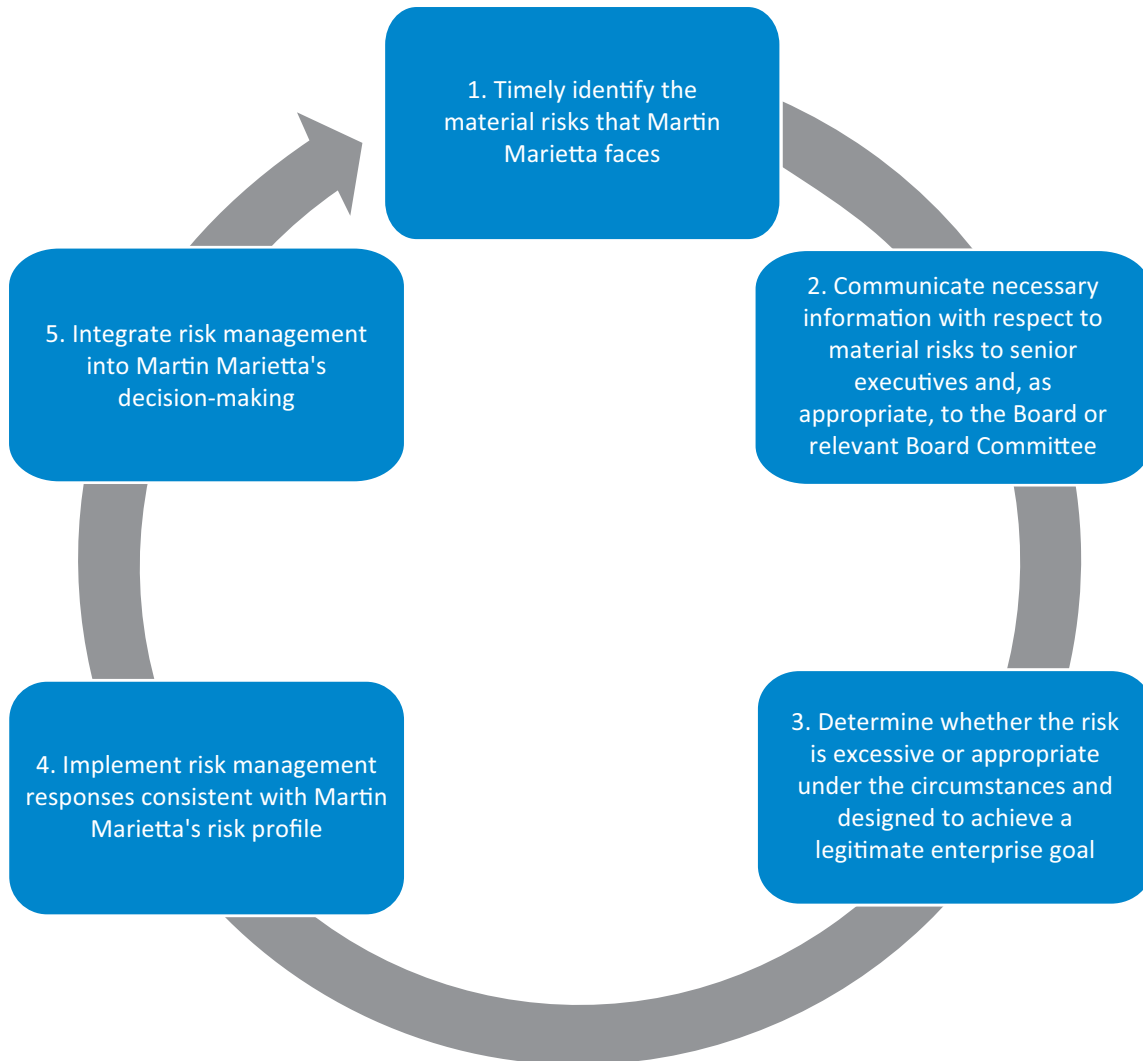 1. Timely identify the
material risks that Martin
Marietta faces
2. Communicate necessary
information with respect to
material risks to senior
executives and, as
appropriate, to the Board or
relevant Board Committee
3. Determine whether the risk
is excessive or appropriate
under the circumstances and
designed to achieve a
legitimate enterprise goal
4. Implement risk management
responses consistent with Martin
Marietta's risk profile
5. Integrate risk management
into Martin Marietta's
decision-making